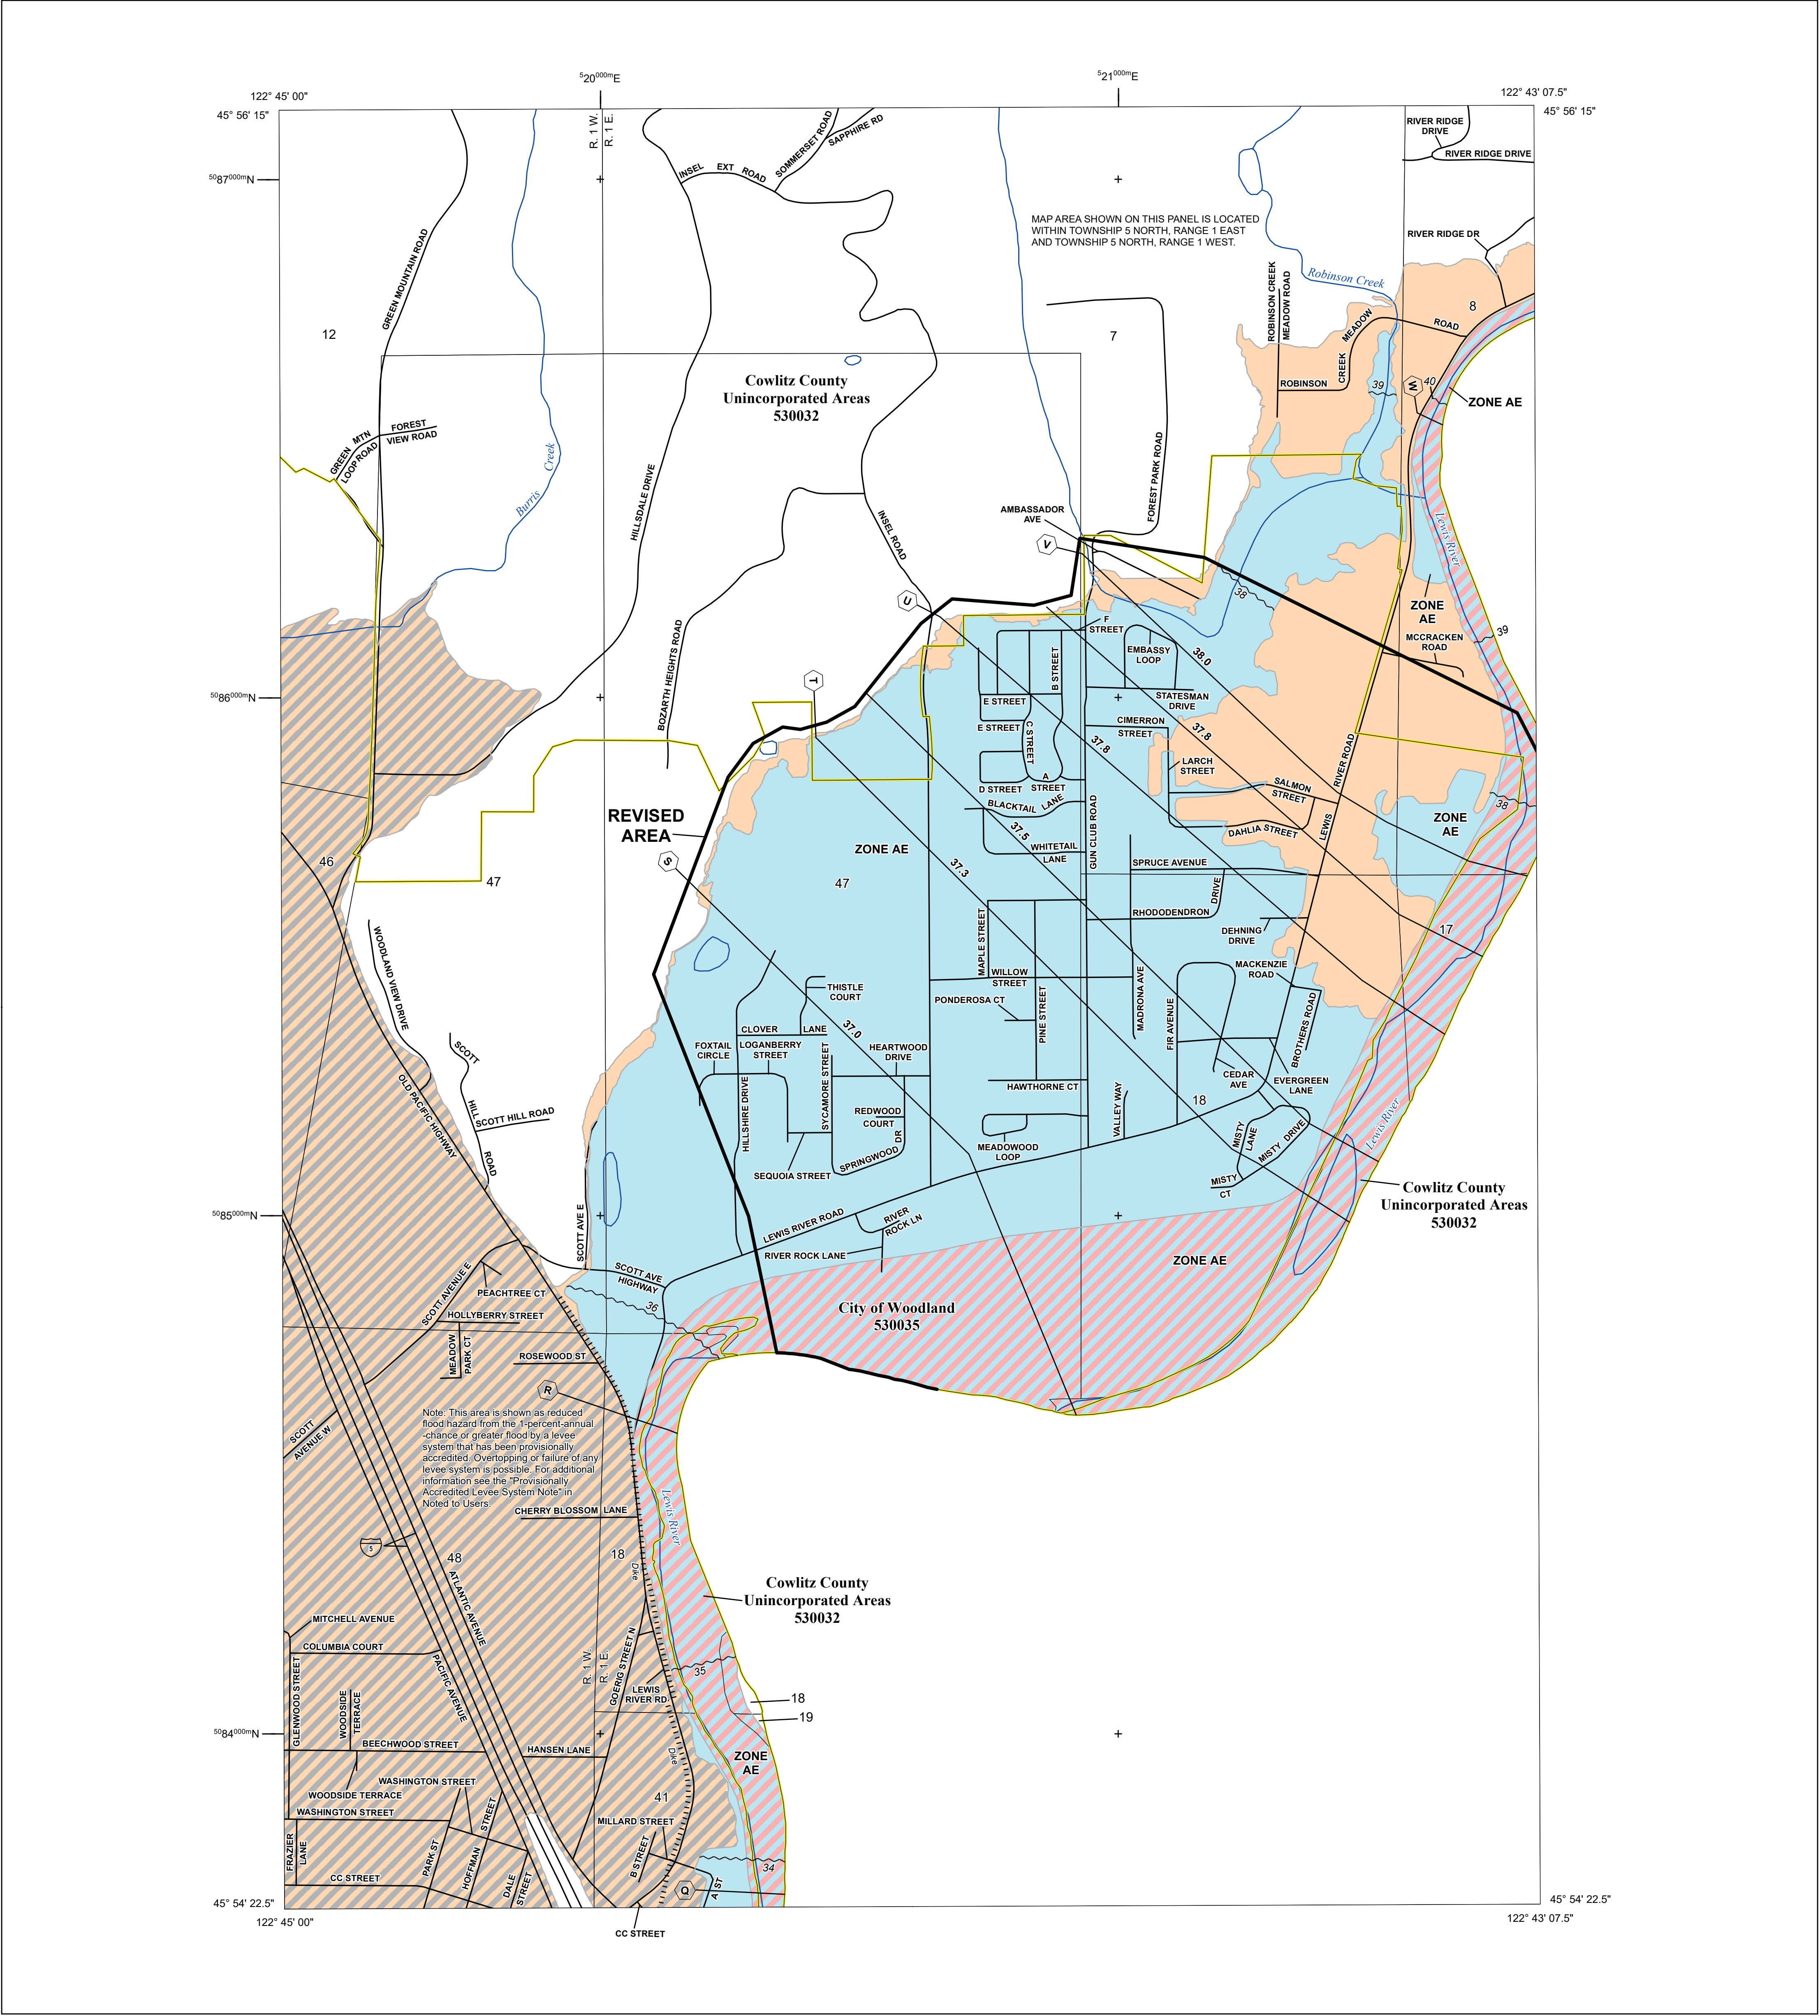 520000mE
521000mE
122° 45' 00"
122° 43' 07.5"
45° 56' 15"
45° 56' 15"
R. 1 W.
R. 1 E.
SOMMERSET ROAD
SAPPHIRE RD
INSEL EXT ROAD
RIVER RIDGE
DRIVE
RIVER RIDGE DRIVE
5087000mN
MAP AREA SHOWN ON THIS PANEL IS LOCATED
WITHIN TOWNSHIP 5 NORTH, RANGE 1 EAST
AND TOWNSHIP 5 NORTH, RANGE 1 WEST.
RIVER RIDGE DR
GREEN MOUNTAIN ROAD
Robinson Creek
ROBINSON CREEK
MEADOW ROAD
12
7
8
ROBINSON CREEK MEADOW ROAD
Cowlitz County
Unincorporated Areas
530032
39
W
40
ZONE AE
GREEN MTN
LOOP ROAD
FOREST
VIEW ROAD
Burris Creek
HILLSDALE DRIVE
INSEL ROAD
FOREST PARK ROAD
AMBASSADOR
AVE
V
Lewis River
U
38
ZONE
AE
F
STREET
EMBASSY
LOOP
38.0
MCCRACKEN
ROAD
39
BOZARTH HEIGHTS ROAD
B STREET
T
5086000mN
E STREET
STATESMAN
DRIVE
E STREET
C STREET
CIMERRON
STREET
37.8
37.8
LARCH
STREET
LEWIS RIVER ROAD
A
STREET
D STREET
SALMON
STREET
BLACKTAIL LANE
38
REVISED
AREA
GUN CLUB ROAD
DAHLIA STREET
ZONE
AE
37.5
WHITETAIL
LANE
ZONE AE
S
37.3
SPRUCE AVENUE
46
47
47
RHODODENDRON DRIVE
MAPLE STREET
DEHNING
DRIVE
17
WOODLAND VIEW DRIVE
WILLOW
STREET
MADRONA AVE
MACKENZIE
ROAD
THISTLE
COURT
PONDEROSA CT
PINE STREET
FIR AVENUE
BROTHERS ROAD
37.0
CLOVER LANE
FOXTAIL
CIRCLE
LOGANBERRY
STREET
HEARTWOOD
DRIVE
SCOTT HILL ROAD
SYCAMORE STREET
HAWTHORNE CT
CEDAR
AVE
EVERGREEN
LANE
OLD PACIFIC HIGHWAY
SCOTT HILL ROAD
HILLSHIRE DRIVE
REDWOOD
COURT
VALLEY WAY
18
Lewis River
MEADOWOOD
LOOP
MISTY
LANE
MISTY DRIVE
SEQUOIA STREET
SPRINGWOOD DR
MISTY
CT
Cowlitz County
Unincorporated Areas
530032
5085000mN
SCOTT AVE E
LEWIS RIVER ROAD
RIVER
ROCK LN
RIVER ROCK LANE
ZONE AE
SCOTT AVE
HIGHWAY
SCOTT AVENUE E
PEACHTREE CT
HOLLYBERRY STREET
36
City of Woodland
530035
MEADOW
PARK CT
ROSEWOOD ST
R
Note: This area is shown as reduced
flood hazard from the 1-percent-annual
-chance or greater flood by a levee
system that has been provisionally
accredited. Overtopping or failure of any
levee system is possible. For additional
information see the "Provisionally
Accredited Levee System Note" in
Noted to Users.
SCOTT
AVENUE W
CHERRY BLOSSOM LANE
Lewis River
5
48
18
Dike
ATLANTIC AVENUE
Cowlitz County
Unincorporated Areas
530032
MITCHELL AVENUE
COLUMBIA COURT
PACIFIC AVENUE
R. 1 W.
R. 1 E.
GOERIG STREET N
35
GLENWOOD STREET
WOODSIDE
TERRACE
LEWIS
RIVER RD
18
19
5084000mN
BEECHWOOD STREET
HANSEN LANE
Dike
ZONE
AE
WASHINGTON STREET
WOODSIDE TERRACE
WASHINGTON STREET
41
MILLARD STREET
FRAZIER
LANE
PARK ST
HOFFMAN STREET
B STREET
34
CC STREET
DALE
STREET
Q
A ST
45° 54' 22.5"
45° 54' 22.5"
122° 45' 00"
122° 43' 07.5"
CC STREET